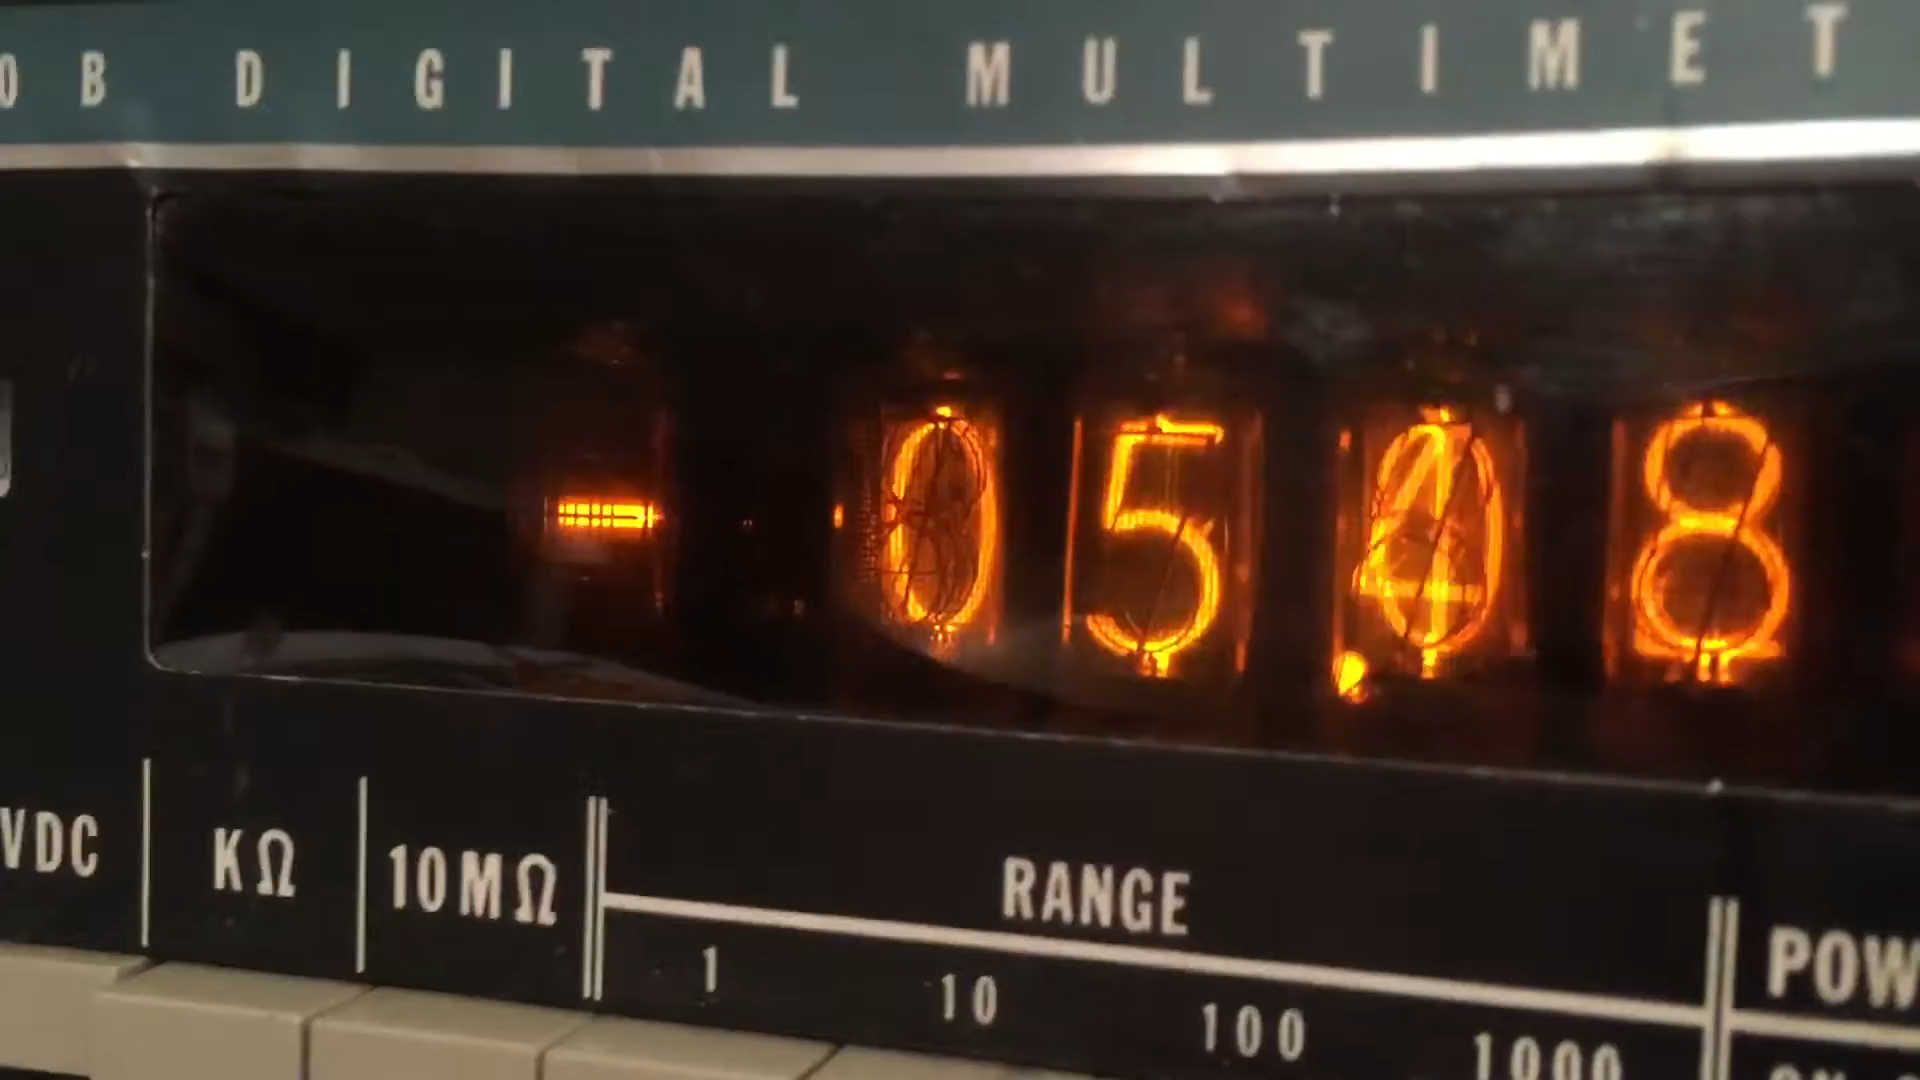 0B DIGITAL MULTIMET
- 05.48
VDC KΩ 10MΩ RANGE POW
1 10 100 1000